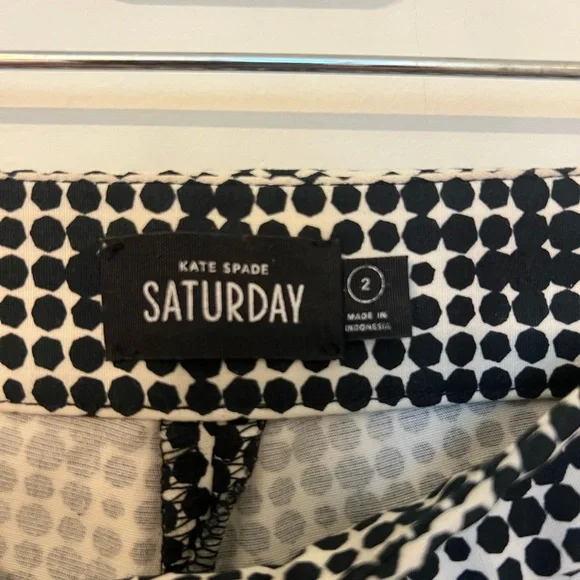 KATE SPADE
SATURDAY
2
MADE IN
INDONESIA